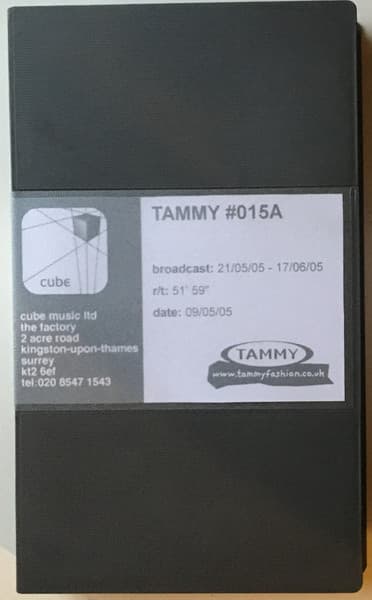 cube
cube music ltd
the factory
2 acre road
kingston-upon-thames
surrey
kt2 6ef
tel:020 8547 1543
TAMMY #015A
broadcast: 21/05/05 - 17/06/05
r/t: 51' 59"
date: 09/05/05
TAMMY
www.tammyfashion.co.uk